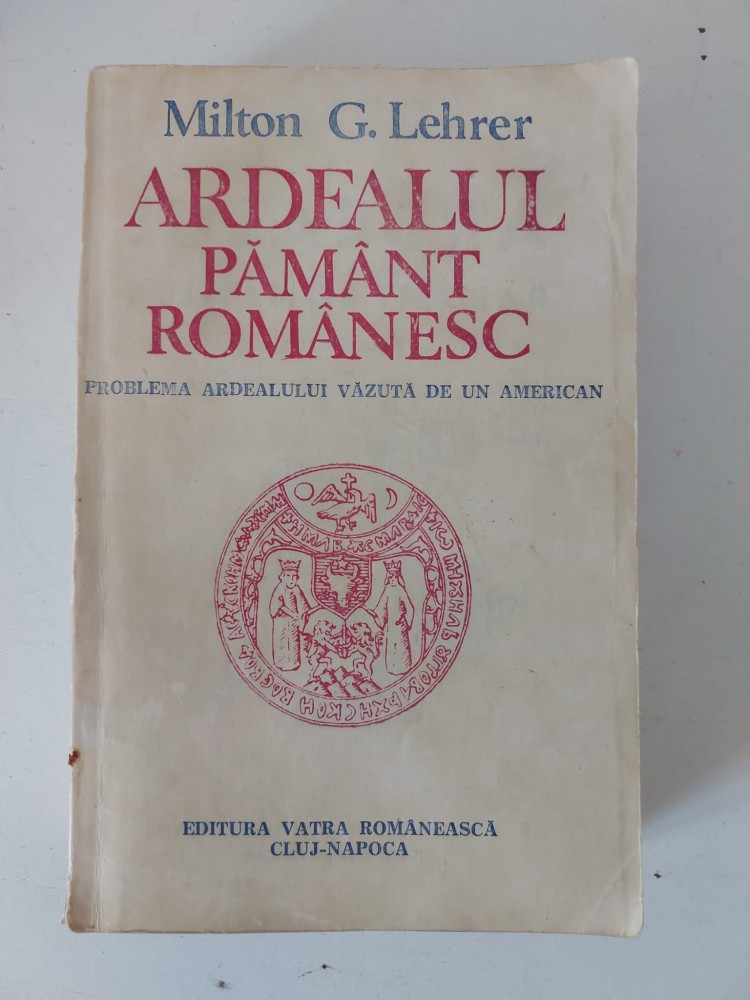 Milton G. Lehrer
ARDEALUL
PĂMÂNT
ROMÂNESC
PROBLEMA ARDEALULUI VĂZUTĂ DE UN AMERICAN
EDITURA VATRA ROMÂNEASCĂ
CLUJ-NAPOCA